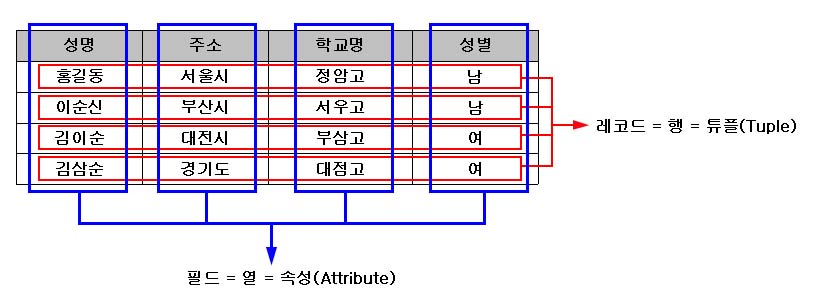 성명 주소 학교명 성별
홍길동 서울시 정암고 남
이순신 부산시 서우고 남
김이순 대전시 부삼고 여
김삼순 경기도 대점고 여
레코드 = 행 = 튜플(Tuple)
필드 = 열 = 속성(Attribute)